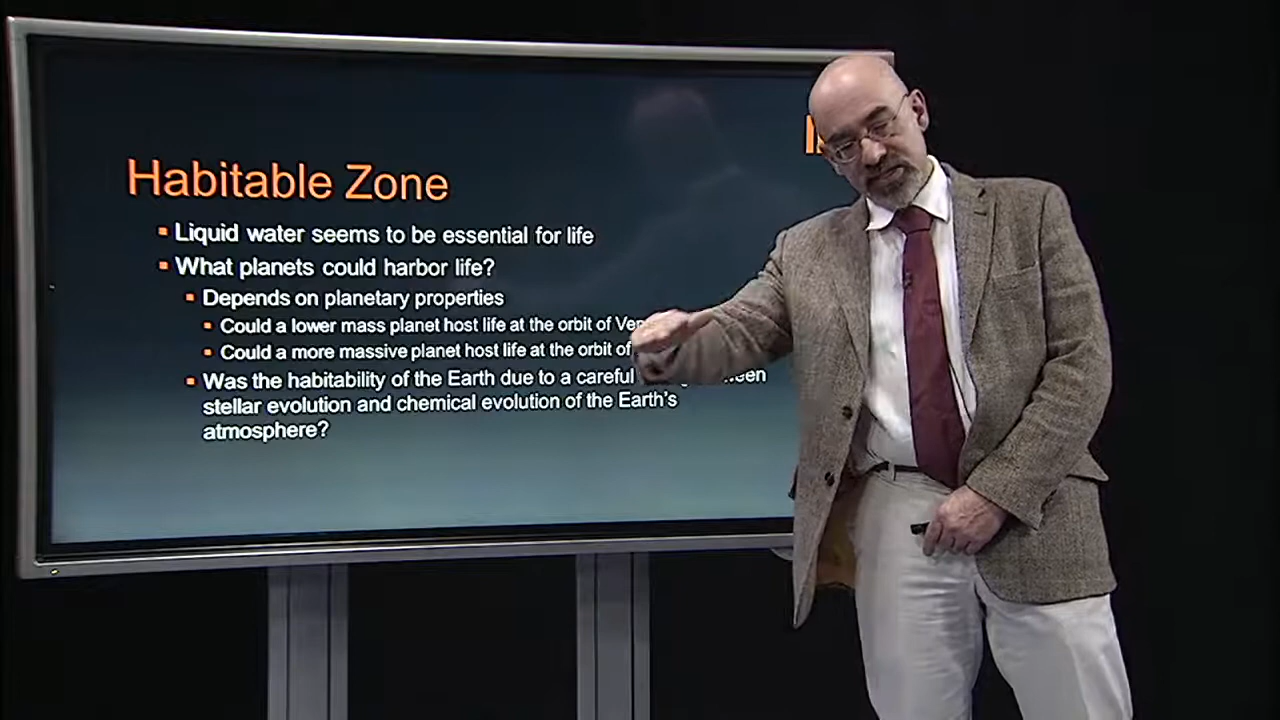 Habitable Zone
Liquid water seems to be essential for life
What planets could harbor life?
Depends on planetary properties
Could a lower mass planet host life at the orbit of
Could a more massive planet host life at the orbit of
Was the habitability of the Earth due to a careful
stellar evolution and chemical evolution of the Earth's
atmosphere?